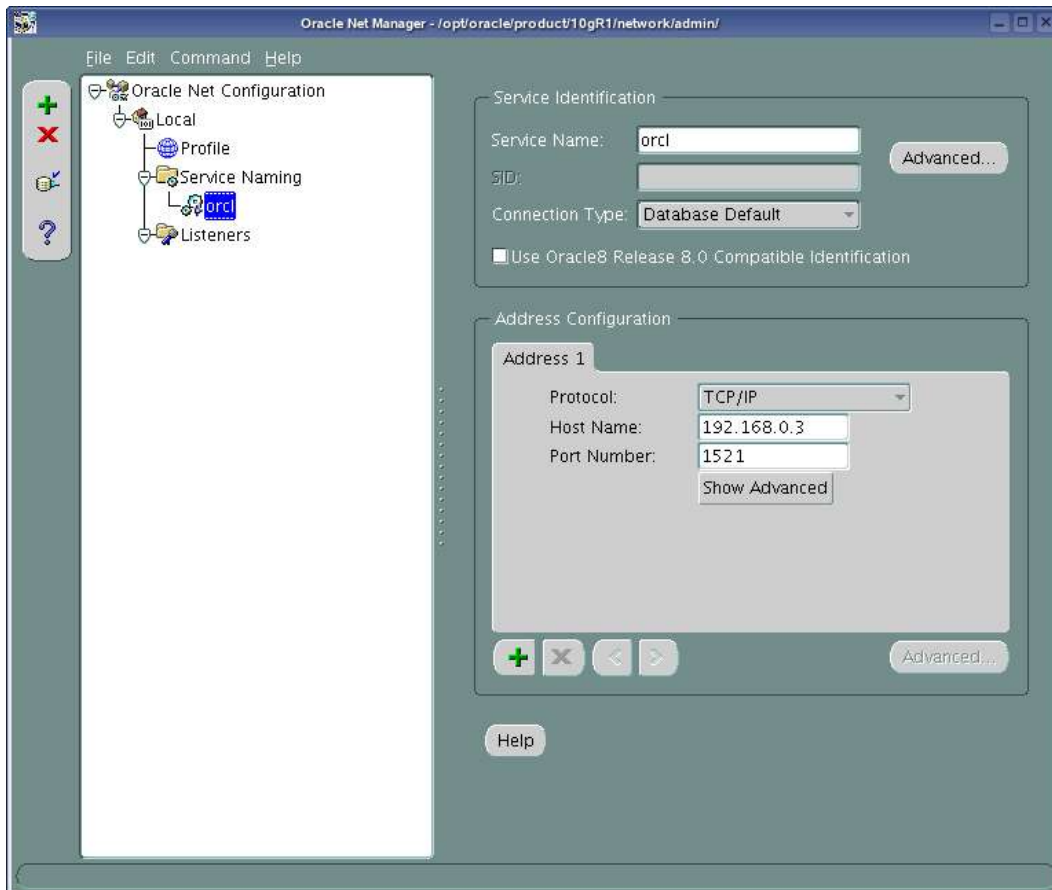 Oracle Net Manager - /opt/oracle/product/10gR1/network/admin/
File Edit Command Help
Oracle Net Configuration
Local
Profile
Service Naming
orcl
Listeners
Service Identification
Service Name: orcl
Advanced...
SID:
Connection Type: Database Default
Use Oracle8 Release 8.0 Compatible Identification
Address Configuration
Address 1
Protocol: TCP/IP
Host Name: 192.168.0.3
Port Number: 1521
Show Advanced
Advanced...
Help